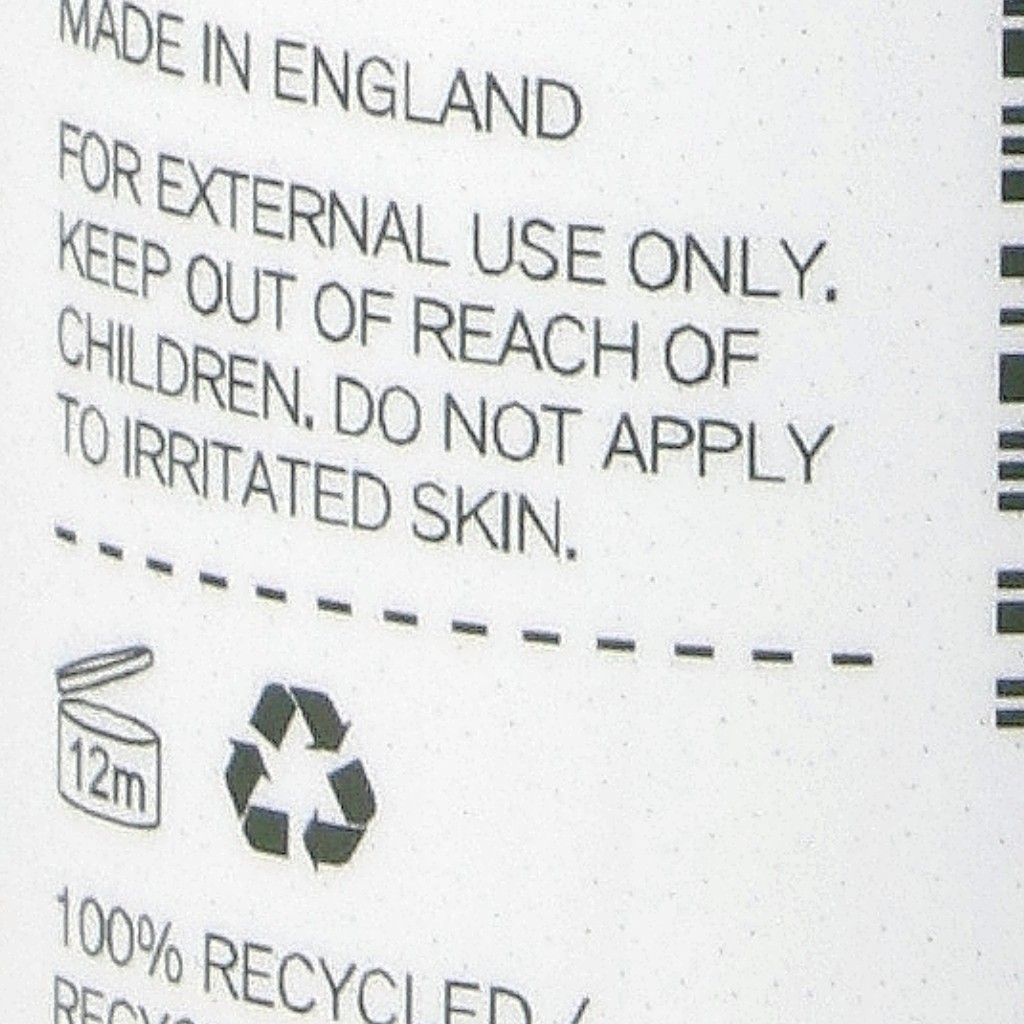 MADE IN ENGLAND
FOR EXTERNAL USE ONLY.
KEEP OUT OF REACH OF
CHILDREN. DO NOT APPLY
TO IRRITATED SKIN.
12m
100% RECYCLED /